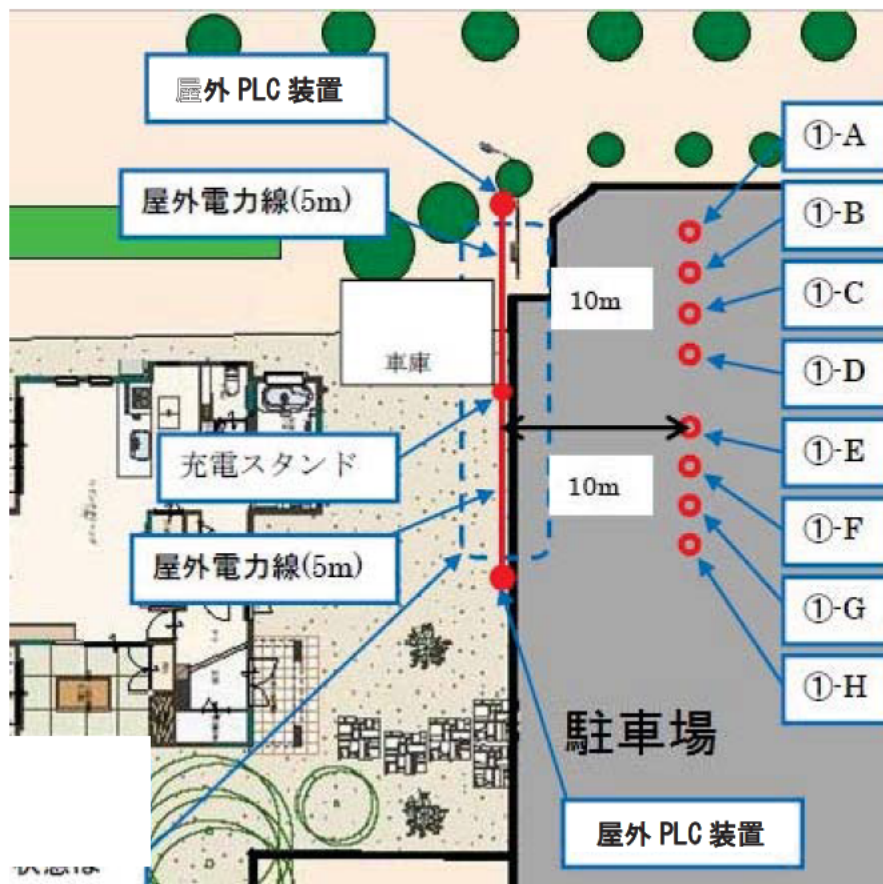 屋外 PLC 装置
①-A
屋外電力線(5m)
①-B
10m
①-C
車庫
①-D
充電スタンド
①-E
10m
①-F
屋外電力線(5m)
①-G
①-H
駐車場
屋外 PLC 装置